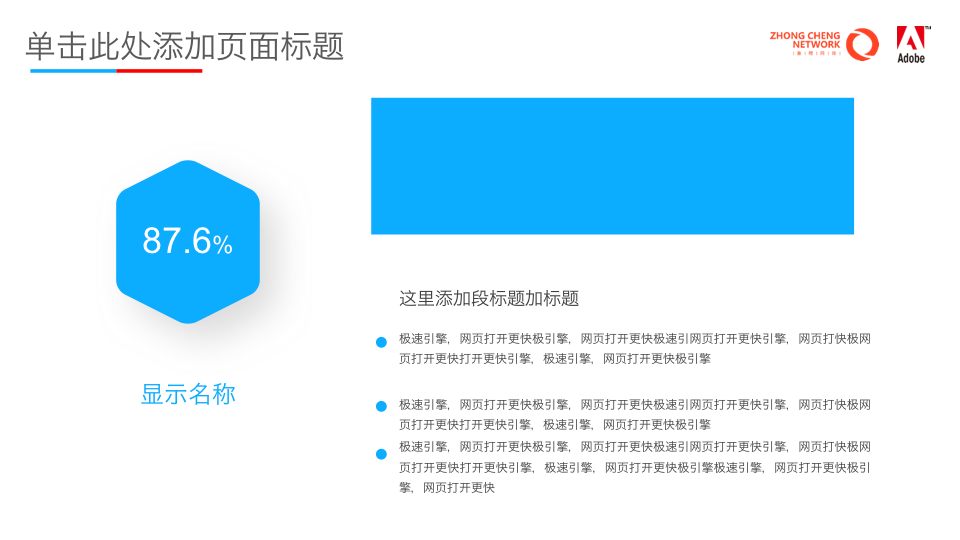 单击此处添加页面标题
ZHONG CHENG
NETWORK
Adobe
™
87.6%
显示名称
这里添加段标题加标题
极速引擎，网页打开更快极引擎，网页打开更快极速引网页打开更快引擎，网页打快极网
页打开更快打开更快引擎，极速引擎，网页打开更快极引擎
极速引擎，网页打开更快极引擎，网页打开更快极速引网页打开更快引擎，网页打快极网
页打开更快打开更快引擎，极速引擎，网页打开更快极引擎
极速引擎，网页打开更快极引擎，网页打开更快极速引网页打开更快引擎，网页打快极网
页打开更快打开更快引擎，极速引擎，网页打开更快极引擎极速引擎，网页打开更快极引
擎，网页打开更快